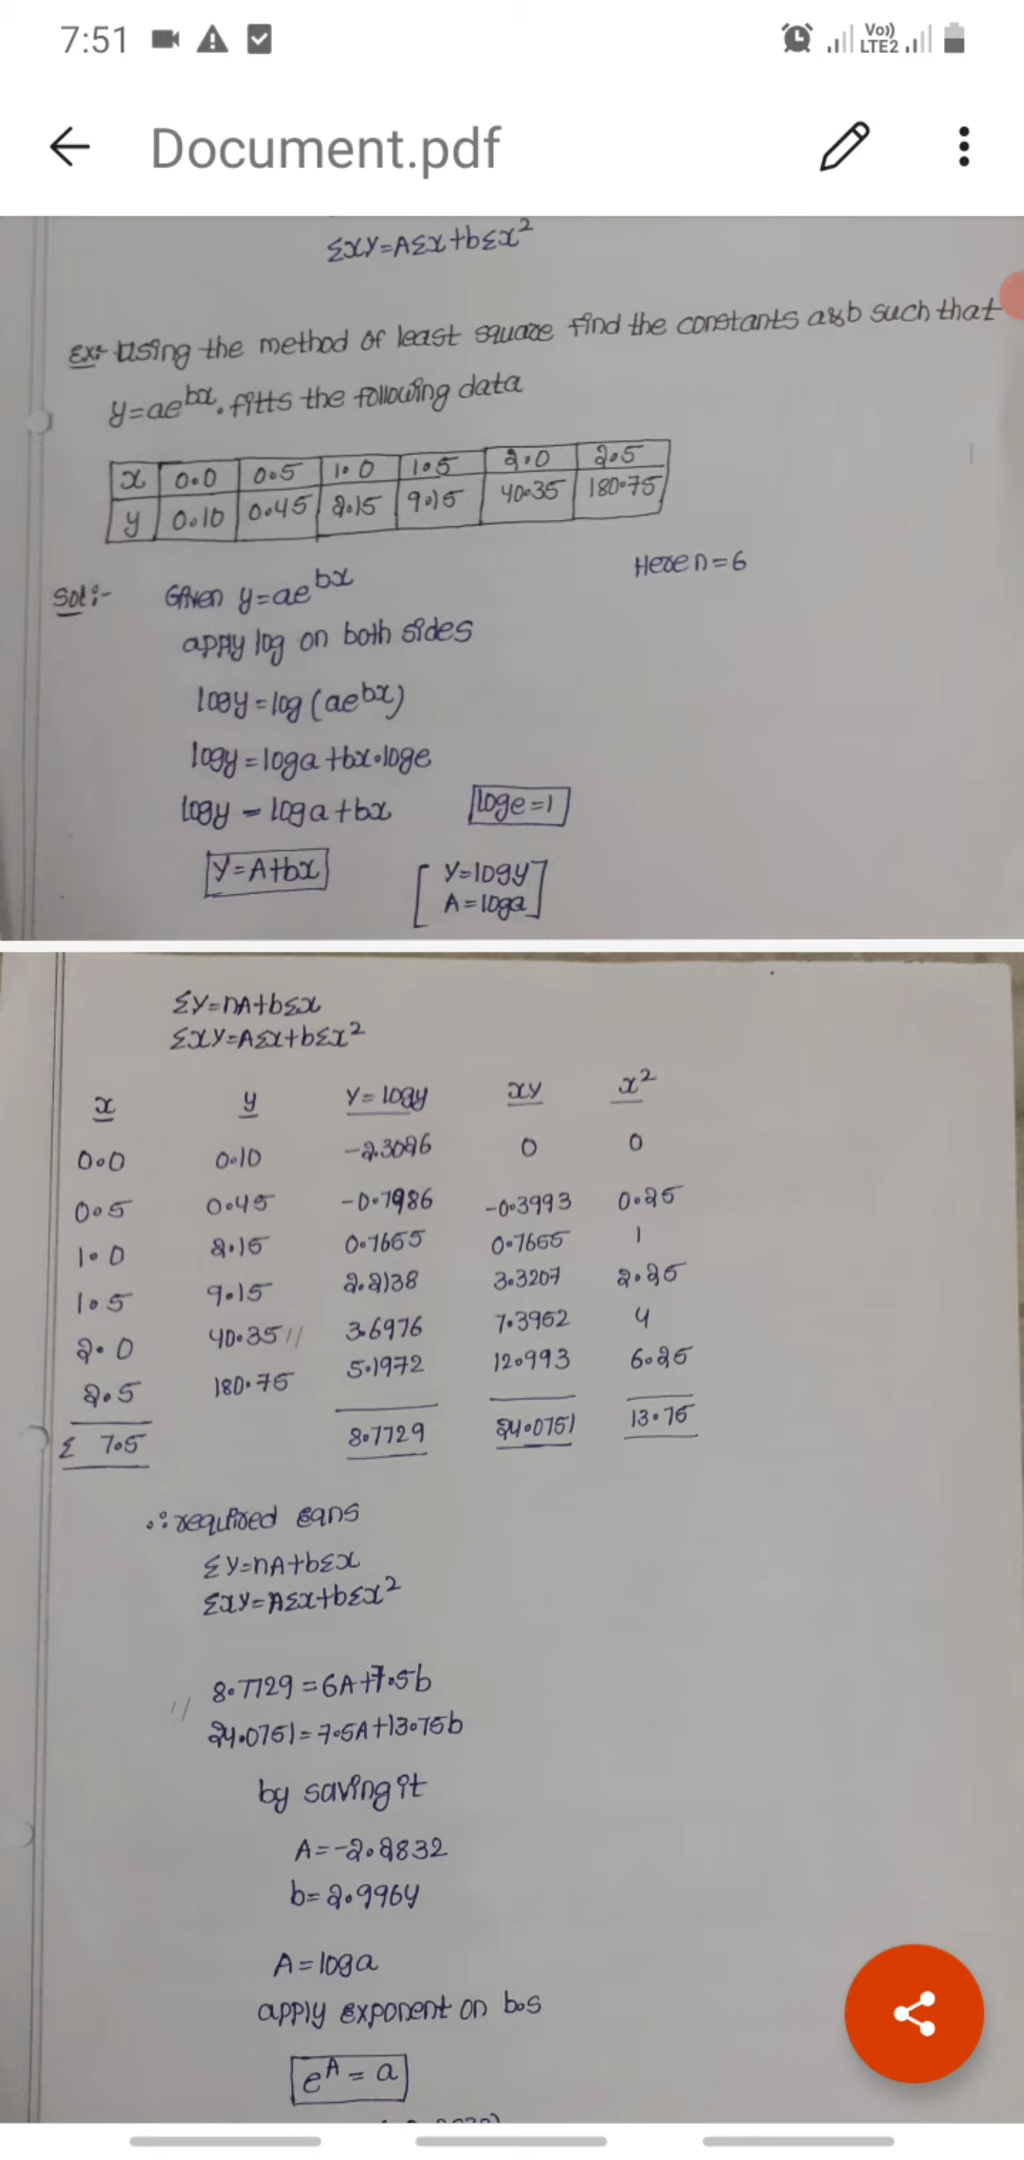 7:51 Vo)) LTE2
Document.pdf
ΣXY=AΣx+bΣx²
Ex:- Using the method of least square find the constants a&b such that
y=ae^bx. fitts the following data
x 0.0 0.5 1.0 1.5 2.0 2.5
y 0.10 0.45 2.15 9.15 40.35 180.75
Here n=6
Sol:- Given y=ae^bx
apply log on both sides
logy=log(ae^bx)
logy=loga+bx.loge
logy = loga+bx loge=1
Y=A+bx [Y=logy
A=loga]
ΣY=nA+bΣx
ΣXY=AΣx+bΣx²
x y Y=logy xy x²
0.0 0.10 -2.3026 0 0
0.5 0.45 -0.7986 -0.3993 0.25
1.0 2.15 0.7655 0.7655 1
1.5 9.15 2.2138 3.3207 2.25
2.0 40.35 3.6976 7.3952 4
2.5 180.75 5.1972 12.993 6.25
Σ 7.5 8.7729 24.0751 13.75
∴ required eqns
ΣY=nA+bΣx
ΣXY=AΣx+bΣx²
8.7729=6A+7.5b
24.0751=7.5A+13.75b
by saving it
A=-2.2832
b=2.9964
A=loga
apply exponent on b.s
e^A=a